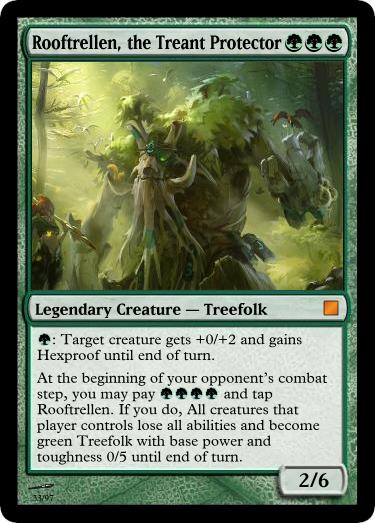 Rooftrellen, the Treant Protector
Legendary Creature — Treefolk
: Target creature gets +0/+2 and gains
Hexproof until end of turn.
At the beginning of your opponent's combat
step, you may pay and tap
Rooftrellen. If you do, All creatures that
player controls lose all abilities and become
green Treefolk with base power and
toughness 0/5 until end of turn.
2/6
33/97